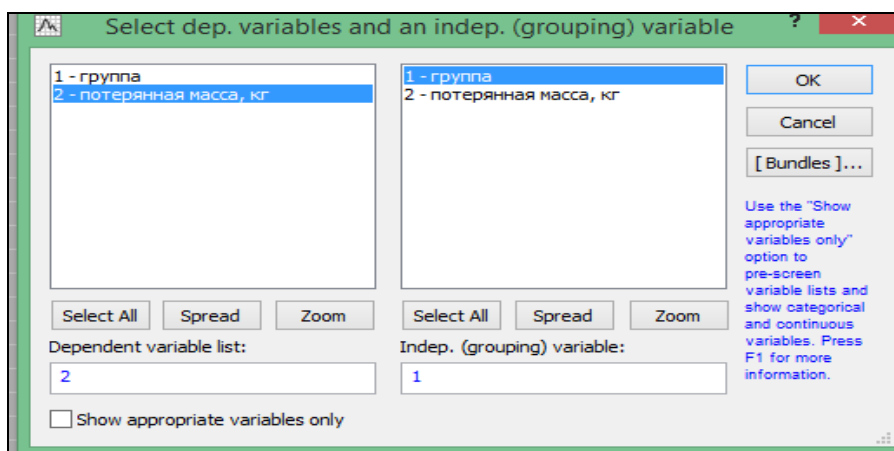 Select dep. variables and an indep. (grouping) variable
?
1 - группа
2 - потерянная масса, кг
1 - группа
2 - потерянная масса, кг
OK
Cancel
[ Bundles ]...
Use the "Show
appropriate
variables only"
option to
pre-screen
variable lists and
show categorical
and continuous
variables. Press
F1 for more
information.
Select All
Spread
Zoom
Select All
Spread
Zoom
Dependent variable list:
Indep. (grouping) variable:
2
1
Show appropriate variables only